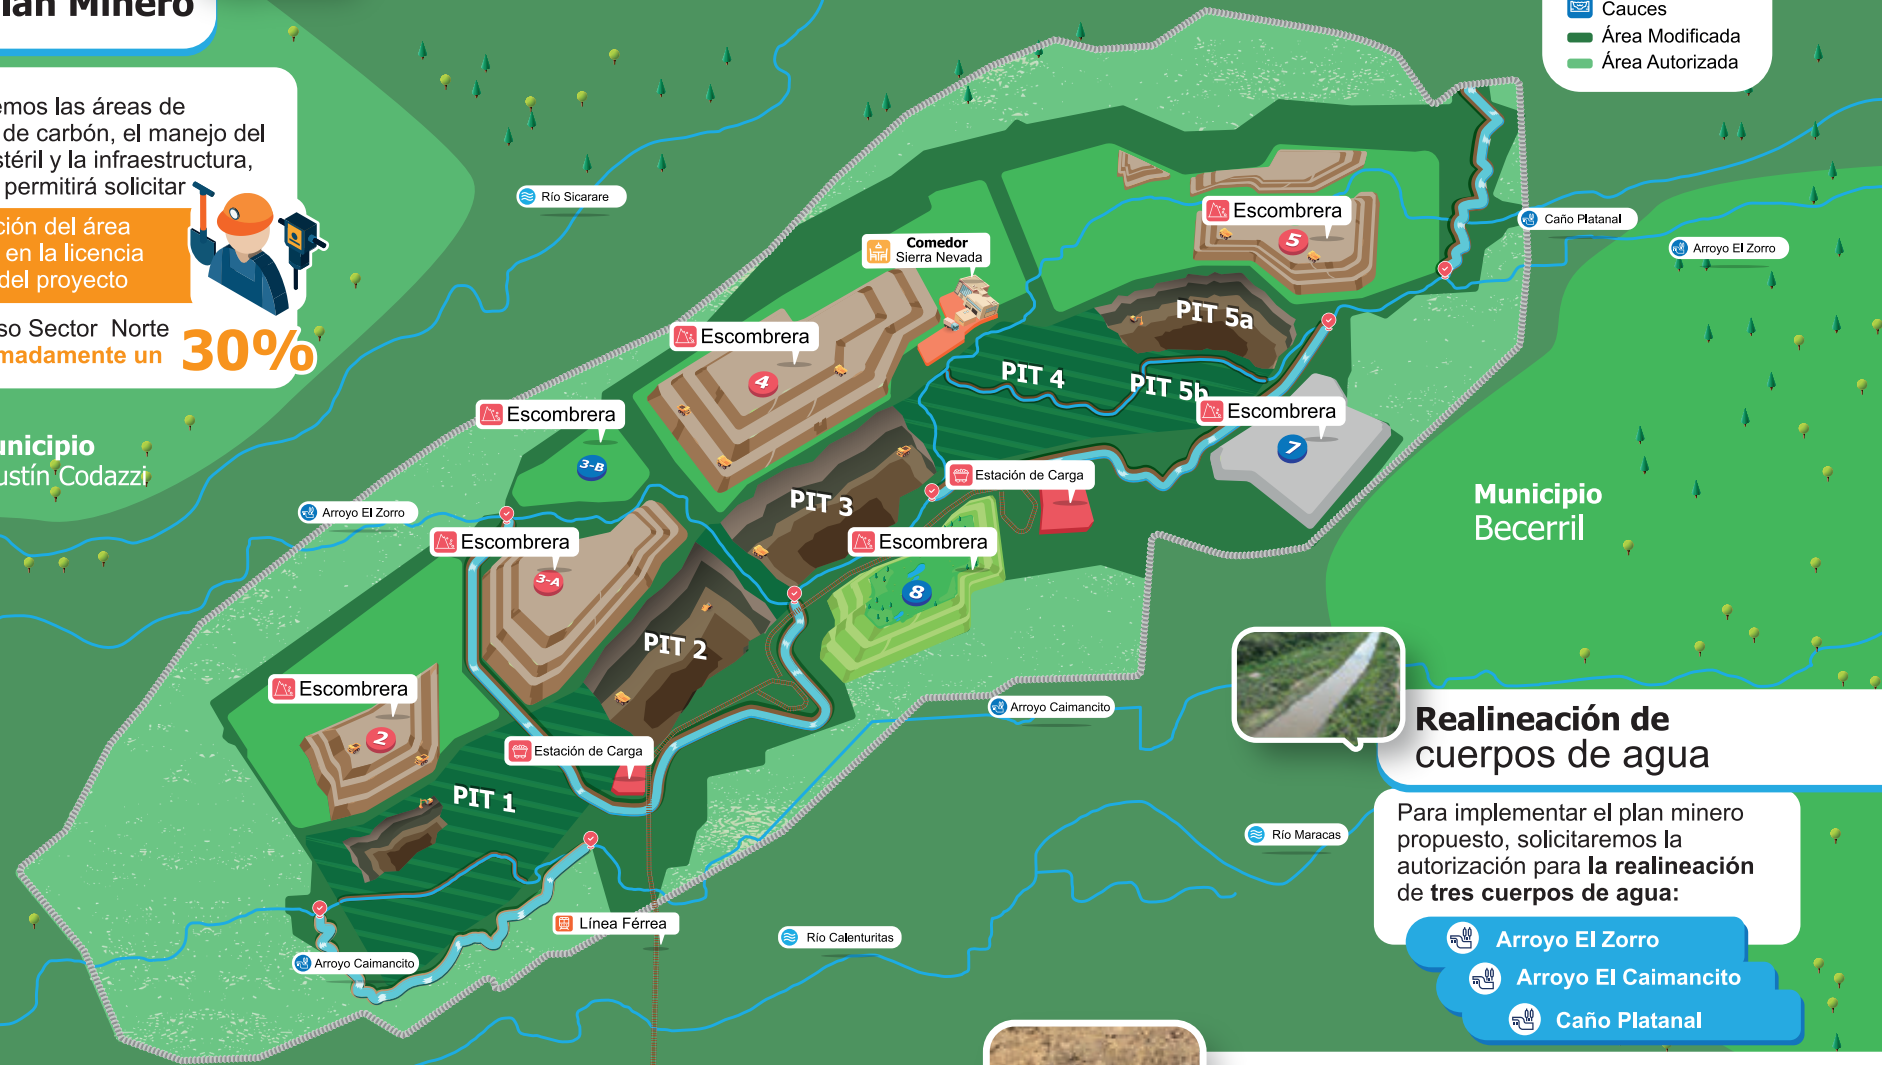 lan Minero
emos las áreas de
de carbón, el manejo del
stéril y la infraestructura,
permitirá solicitar
ción del área
en la licencia
del proyecto
so Sector Norte
madamente un 30%
unicipio
ustín Codazzi
Cauces
Área Modificada
Área Autorizada
Río Sicarare
Comedor
Sierra Nevada
Escombrera
5
Caño Platanal
Arroyo El Zorro
PIT 5a
Escombrera
4
PIT 4
PIT 5b
Escombrera
7
Escombrera
3-B
Estación de Carga
PIT 3
Municipio
Becerril
Arroyo El Zorro
Escombrera
3-A
Escombrera
8
PIT 2
Escombrera
2
Arroyo Caimancito
Estación de Carga
PIT 1
Río Maracas
Línea Férrea
Río Calenturitas
Arroyo Caimancito
Realineación de
cuerpos de agua
Para implementar el plan minero
propuesto, solicitaremos la
autorización para la realineación
de tres cuerpos de agua:
Arroyo El Zorro
Arroyo El Caimancito
Caño Platanal